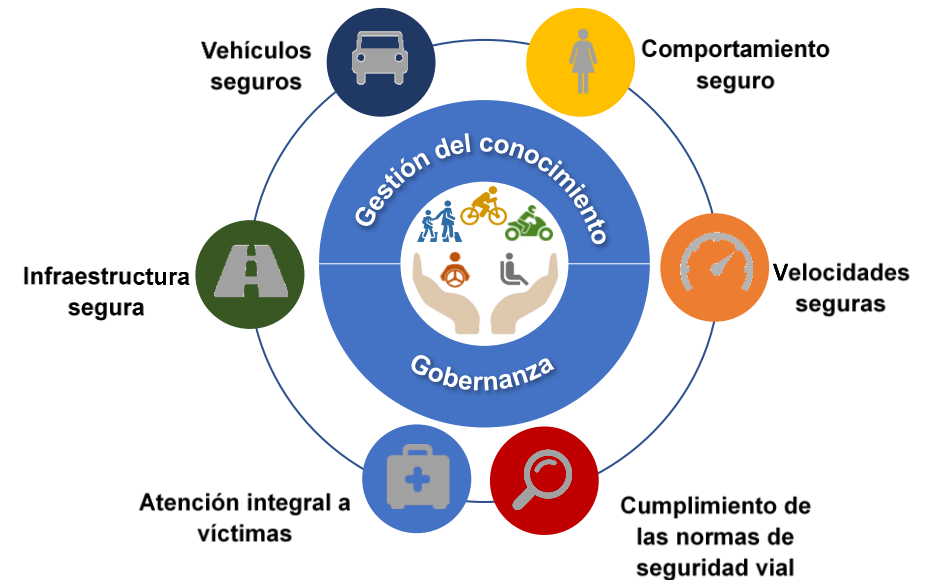 Vehículos
seguros
Comportamiento
seguro
Gestión del conocimiento
Infraestructura
segura
Velocidades
seguras
Gobernanza
Atención integral a
víctimas
Cumplimiento de
las normas de
seguridad vial